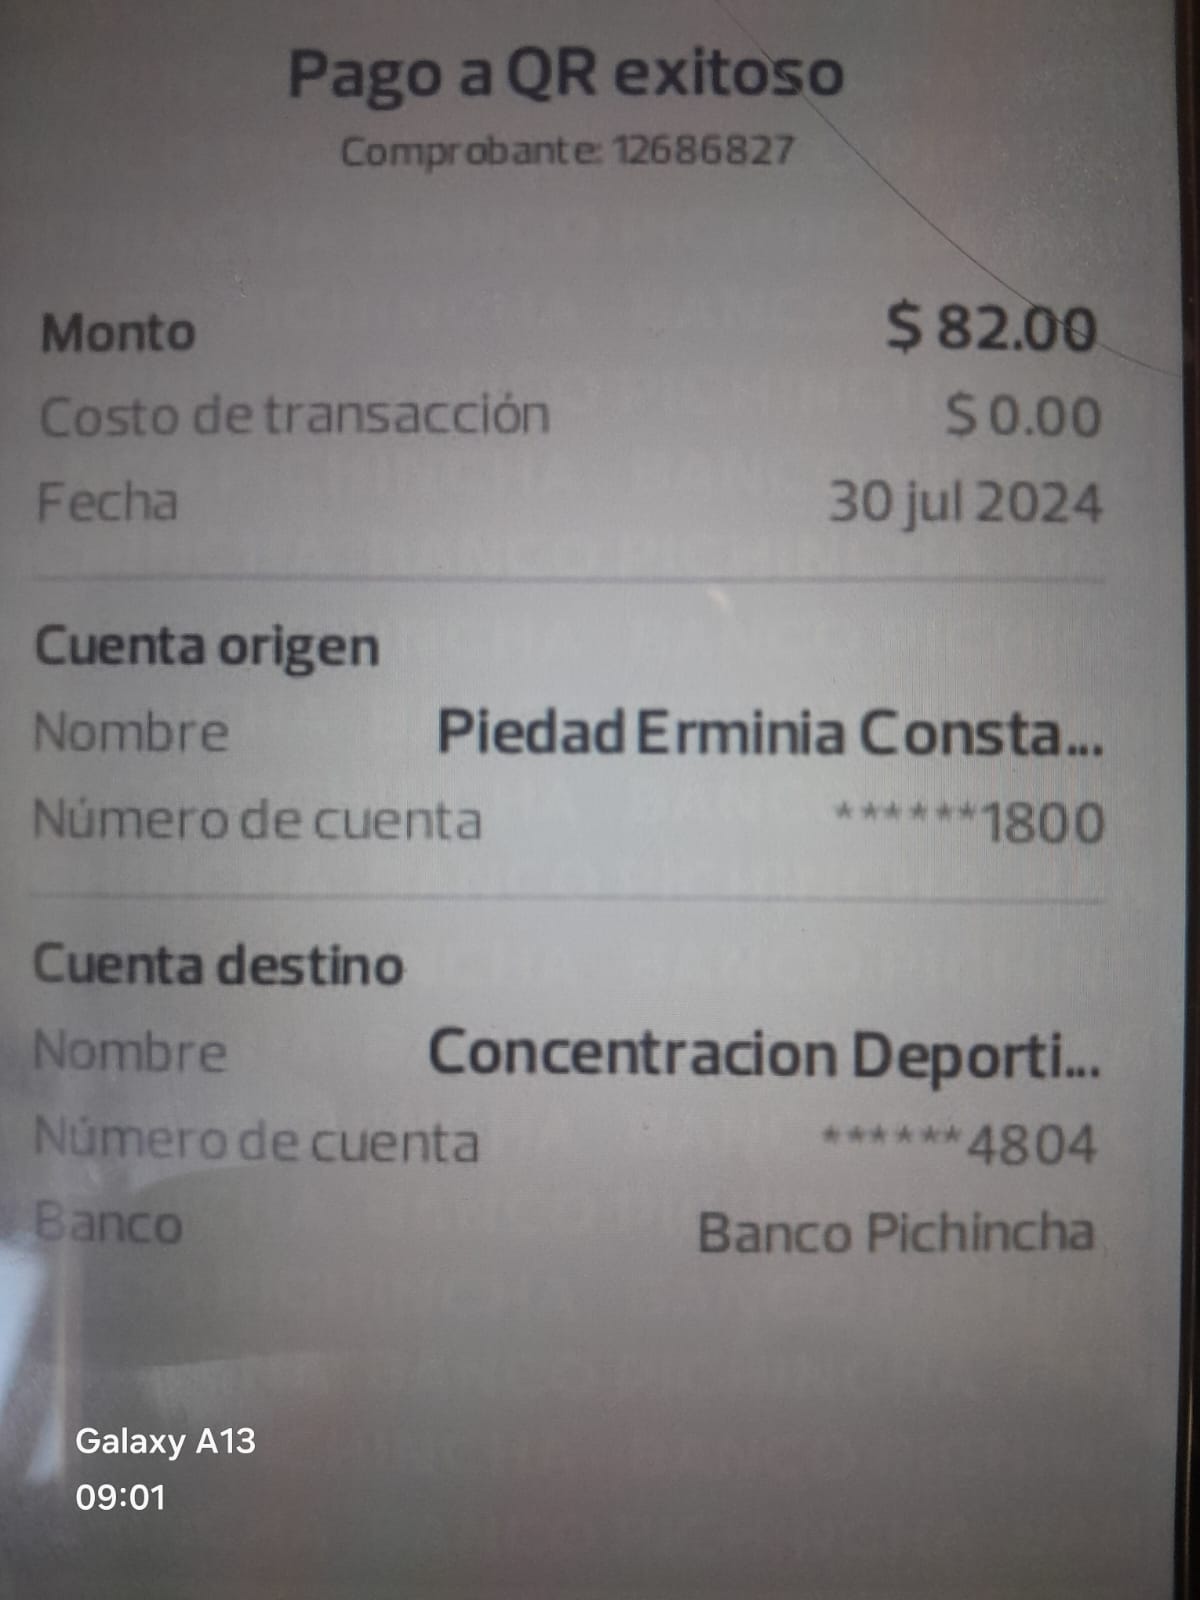 Pago a QR exitoso
Comprobante: 12686827
Monto $ 82.00
Costo de transacción $ 0.00
Fecha 30 jul 2024
Cuenta origen
Nombre Piedad Erminia Consta...
Número de cuenta ******1800
Cuenta destino
Nombre Concentracion Deporti...
Número de cuenta ******4804
Banco Banco Pichincha
Galaxy A13
09:01